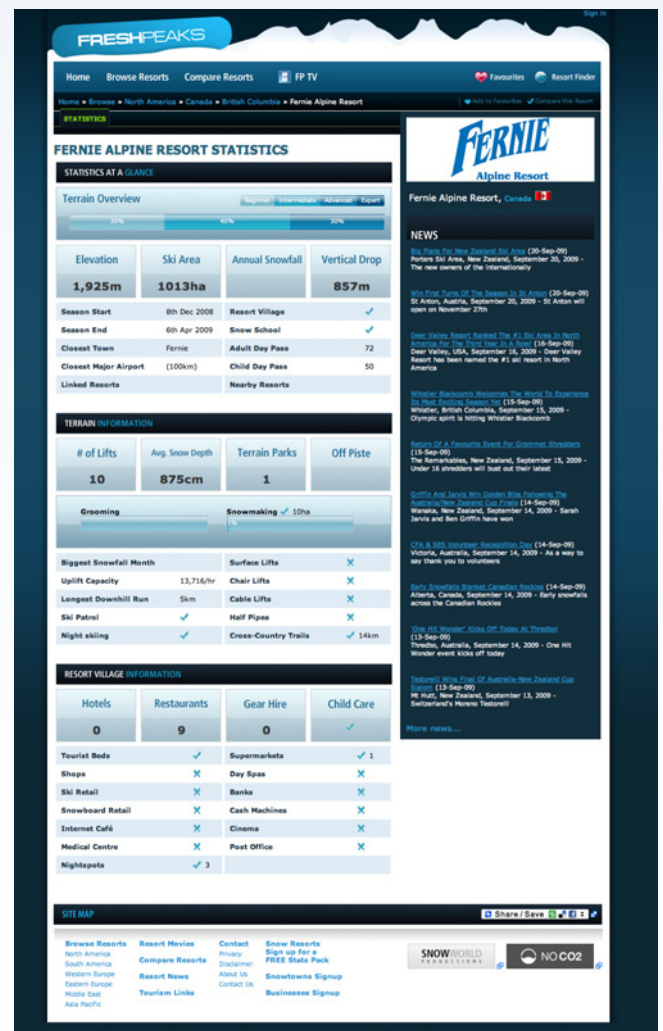 Sign In
FRESHPEAKS
Home Browse Resorts Compare Resorts FP TV Favourites Resort Finder
Home » Browse » North America » Canada » British Columbia » Fernie Alpine Resort
Add to Favourites Compare this Resort
STATISTICS
FERNIE ALPINE RESORT STATISTICS
STATISTICS AT A GLANCE
Terrain Overview Beginner Intermediate Advanced Expert
30% 40% 30%
Elevation Ski Area Annual Snowfall Vertical Drop
1,925m 1013ha 857m
Season Start 8th Dec 2008 Resort Village
Season End 6th Apr 2009 Snow School
Closest Town Fernie Adult Day Pass 72
Closest Major Airport (100km) Child Day Pass 50
Linked Resorts Nearby Resorts
TERRAIN INFORMATION
# of Lifts Avg. Snow Depth Terrain Parks Off Piste
10 875cm 1
Grooming Snowmaking 10ha
1%
Biggest Snowfall Month Surface Lifts
Uplift Capacity 13,716/hr Chair Lifts
Longest Downhill Run 5km Cable Lifts
Ski Patrol Half Pipes
Night skiing Cross-Country Trails 14km
RESORT VILLAGE INFORMATION
Hotels Restaurants Gear Hire Child Care
0 9 0
Tourist Beds Supermarkets 1
Shops Day Spas
Ski Retail Banks
Snowboard Retail Cash Machines
Internet Café Cinema
Medical Centre Post Office
Nightspots 3
FERNIE
Alpine Resort
Fernie Alpine Resort, Canada
NEWS
Big Plans For New Zealand Ski Area (20-Sep-09)
Porters Ski Area, New Zealand, September 20, 2009 -
The new owners of the internationally
Win First Turns Of The Season In St Anton (20-Sep-09)
St Anton, Austria, September 20, 2009 - St Anton will
open on November 27th
Deer Valley Resort Ranked The #1 Ski Area In North
America For The Third Year In A Row! (16-Sep-09)
Deer Valley, USA, September 16, 2009 - Deer Valley
Resort has been named the #1 ski resort in North
America
Whistler Blackcomb Welcomes The World To Experience
Its Most Exciting Season Yet (15-Sep-09)
Whistler, British Columbia, September 15, 2009 -
Olympic spirit is hitting Whistler Blackcomb
Return Of A Favourite Event For Grommet Shredders
(15-Sep-09)
The Remarkables, New Zealand, September 15, 2009 -
Under 16 shredders will bust out their latest
Griffin And Jarvis Win Golden Bibs Following The
Australia/New Zealand Cup Finals (14-Sep-09)
Wanaka, New Zealand, September 14, 2009 - Sarah
Jarvis and Ben Griffin have won
CFA & SES Volunteer Recognition Day (14-Sep-09)
Victoria, Australia, September 14, 2009 - As a way to
say thank you to volunteers
Early Snowfalls Blanket Canadian Rockies (14-Sep-09)
Alberta, Canada, September 14, 2009 - Early snowfalls
across the Canadian Rockies
'One Hit Wonder' Kicks Off Today At Thredbo!
(13-Sep-09)
Thredbo, Australia, September 14, 2009 - One Hit
Wonder event kicks off today
Testorelli Wins Final Of Australia-New Zealand Cup
Slalom (13-Sep-09)
Mt Hutt, New Zealand, September 13, 2009 -
Switzerland's Moreno Testorelli
More news...
SITE MAP Share / Save
Browse Resorts Resort Movies Contact Snow Resorts
North America Compare Resorts Privacy Sign up for a
South America Resort News Disclaimer FREE Stats Pack
Western Europe Tourism Links About Us Snowtowns Signup
Eastern Europe Contact Us Businesses Signup
Middle East
Asia Pacific
SNOWWORLD
PRODUCTIONS
NO CO2